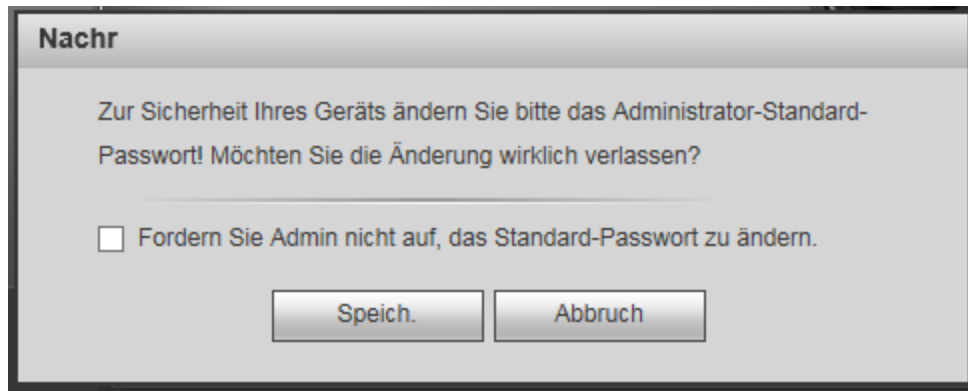 Nachr
Zur Sicherheit Ihres Geräts ändern Sie bitte das Administrator-Standard-
Passwort! Möchten Sie die Änderung wirklich verlassen?
Fordern Sie Admin nicht auf, das Standard-Passwort zu ändern.
Speich.
Abbruch